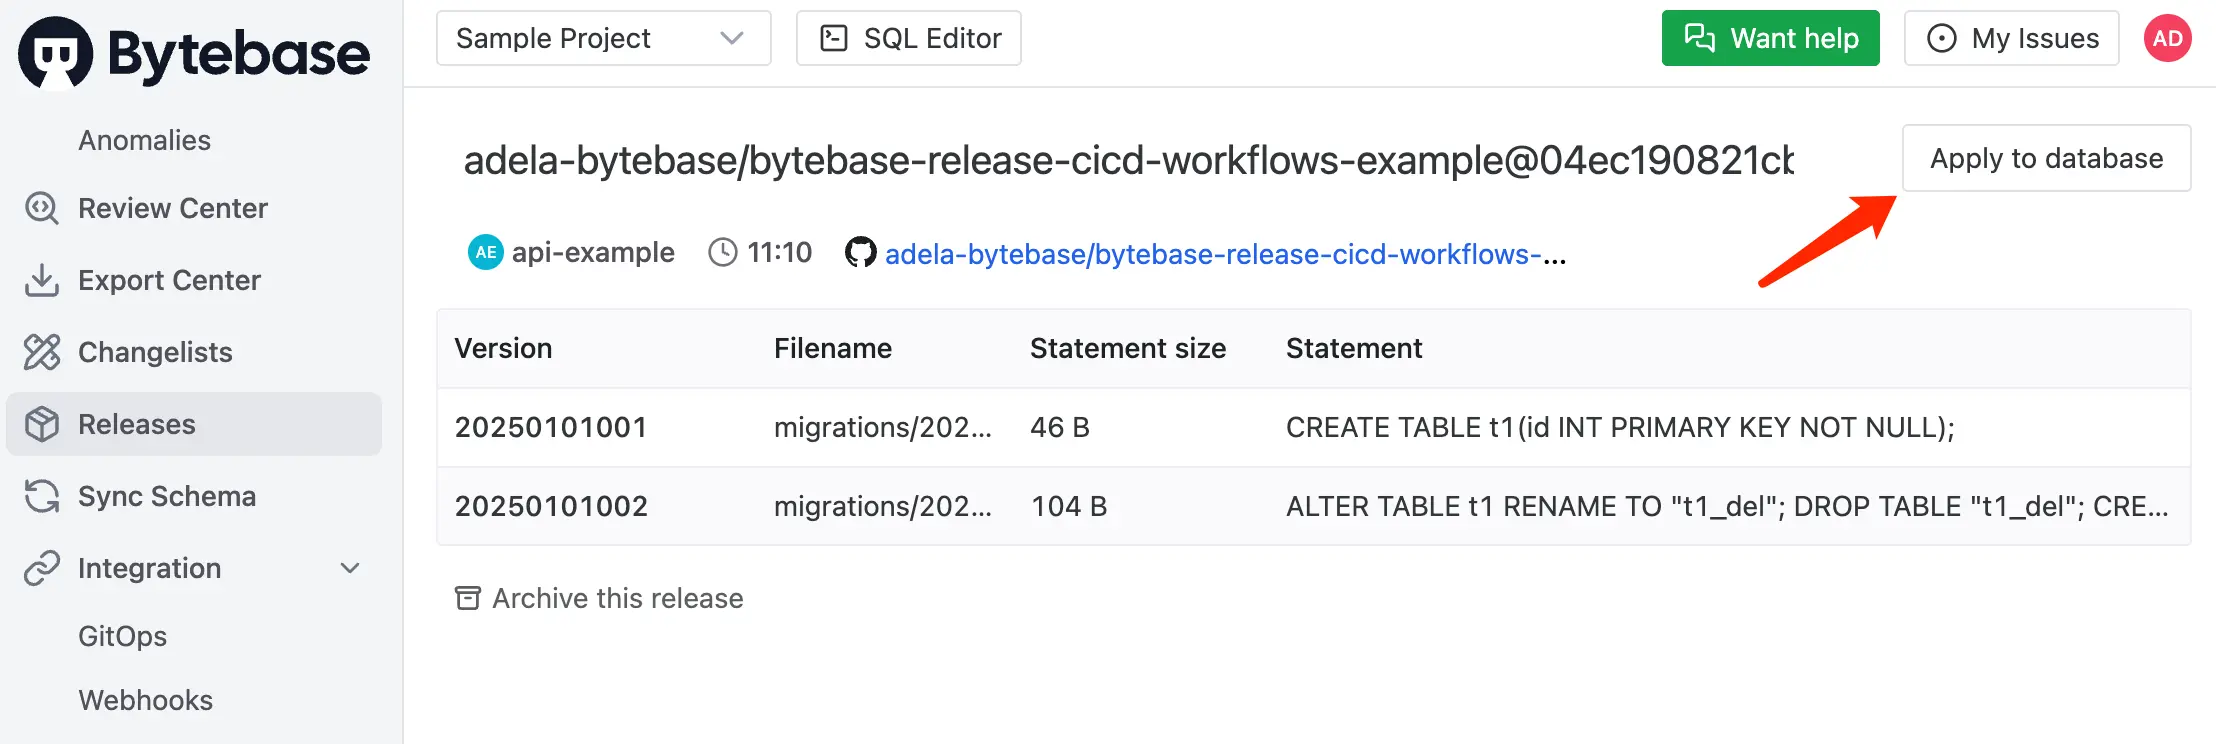 Bytebase
Sample Project
SQL Editor
Want help
My Issues
AD
Anomalies
Review Center
Export Center
Changelists
Releases
Sync Schema
Integration
GitOps
Webhooks
adela-bytebase/bytebase-release-cicd-workflows-example@04ec190821cb
Apply to database
AE api-example 11:10 adela-bytebase/bytebase-release-cicd-workflows-...
Version Filename Statement size Statement
20250101001 migrations/202... 46 B CREATE TABLE t1(id INT PRIMARY KEY NOT NULL);
20250101002 migrations/202... 104 B ALTER TABLE t1 RENAME TO "t1_del"; DROP TABLE "t1_del"; CRE...
Archive this release